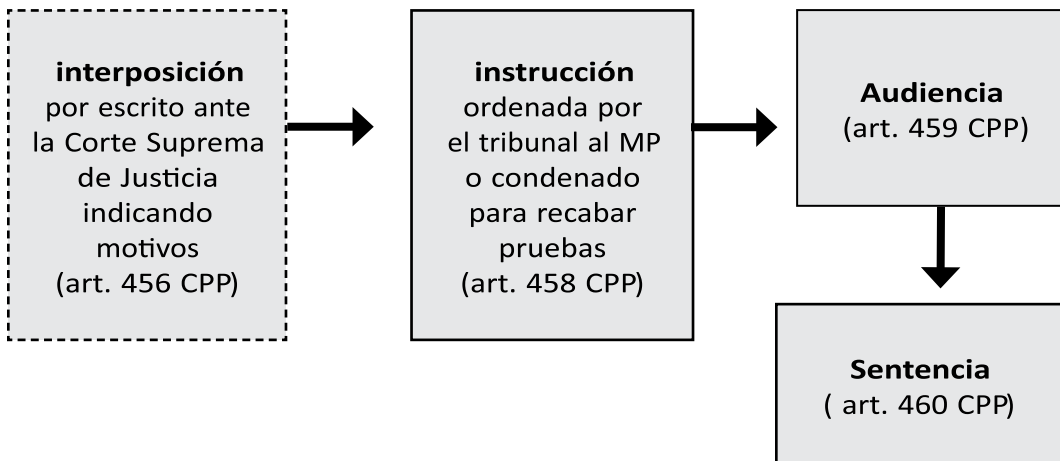 interposición
por escrito ante
la Corte Suprema
de Justicia
indicando
motivos
(art. 456 CPP)
instrucción
ordenada por
el tribunal al MP
o condenado
para recabar
pruebas
(art. 458 CPP)
Audiencia
(art. 459 CPP)
Sentencia
( art. 460 CPP)